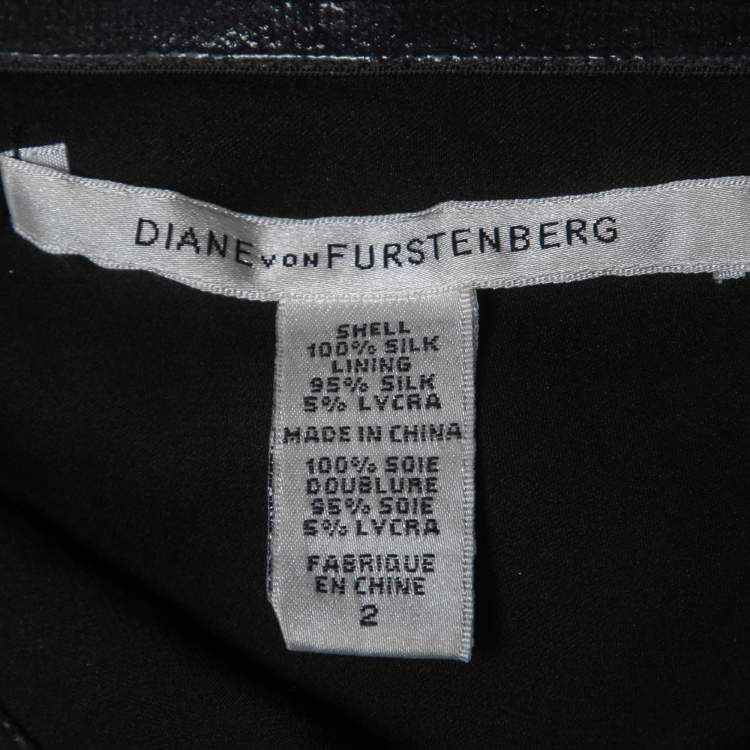 DIANE VON FURSTENBERG
SHELL
100% SILK
LINING
95% SILK
5% LYCRA
MADE IN CHINA
100% SOIE
DOUBLURE
95% SOIE
5% LYCRA
FABRIQUE
EN CHINE
2